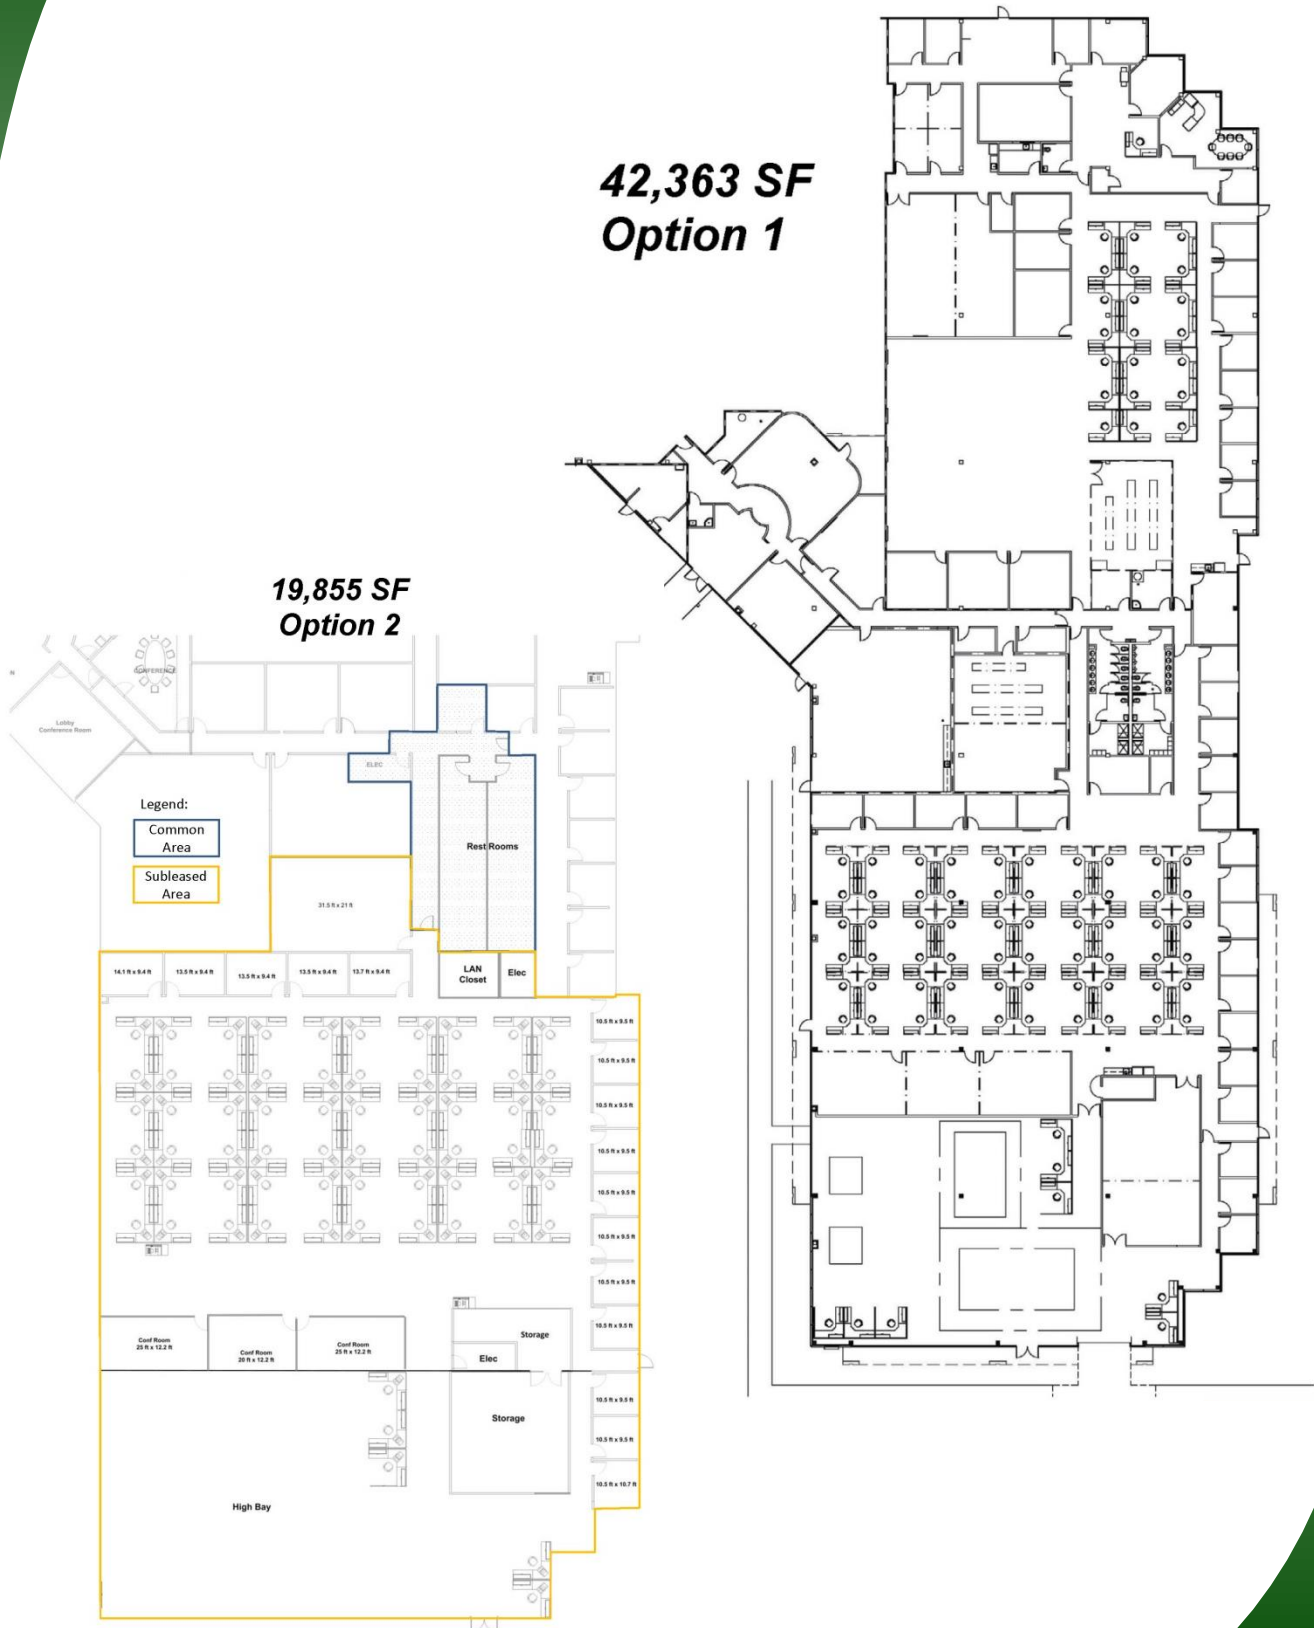 42,363 SF
Option 1
19,855 SF
Option 2
CONFERENCE
N
Lobby
Conference Room
ELEC
Legend:
Common
Area
Subleased
Area
Rest Rooms
31.5 ft x 21 ft
14.1 ft x 9.4 ft
13.5 ft x 9.4 ft
13.5 ft x 9.4 ft
13.5 ft x 9.4 ft
13.7 ft x 9.4 ft
LAN
Closet
Elec
10.5 ft x 9.5 ft
10.5 ft x 9.5 ft
10.5 ft x 9.5 ft
10.5 ft x 9.5 ft
10.5 ft x 9.5 ft
10.5 ft x 9.5 ft
10.5 ft x 9.5 ft
10.5 ft x 9.5 ft
Storage
Conf Room
25 ft x 12.2 ft
Conf Room
20 ft x 12.2 ft
Conf Room
25 ft x 12.2 ft
Elec
10.5 ft x 9.5 ft
Storage
10.5 ft x 9.5 ft
10.5 ft x 10.7 ft
High Bay